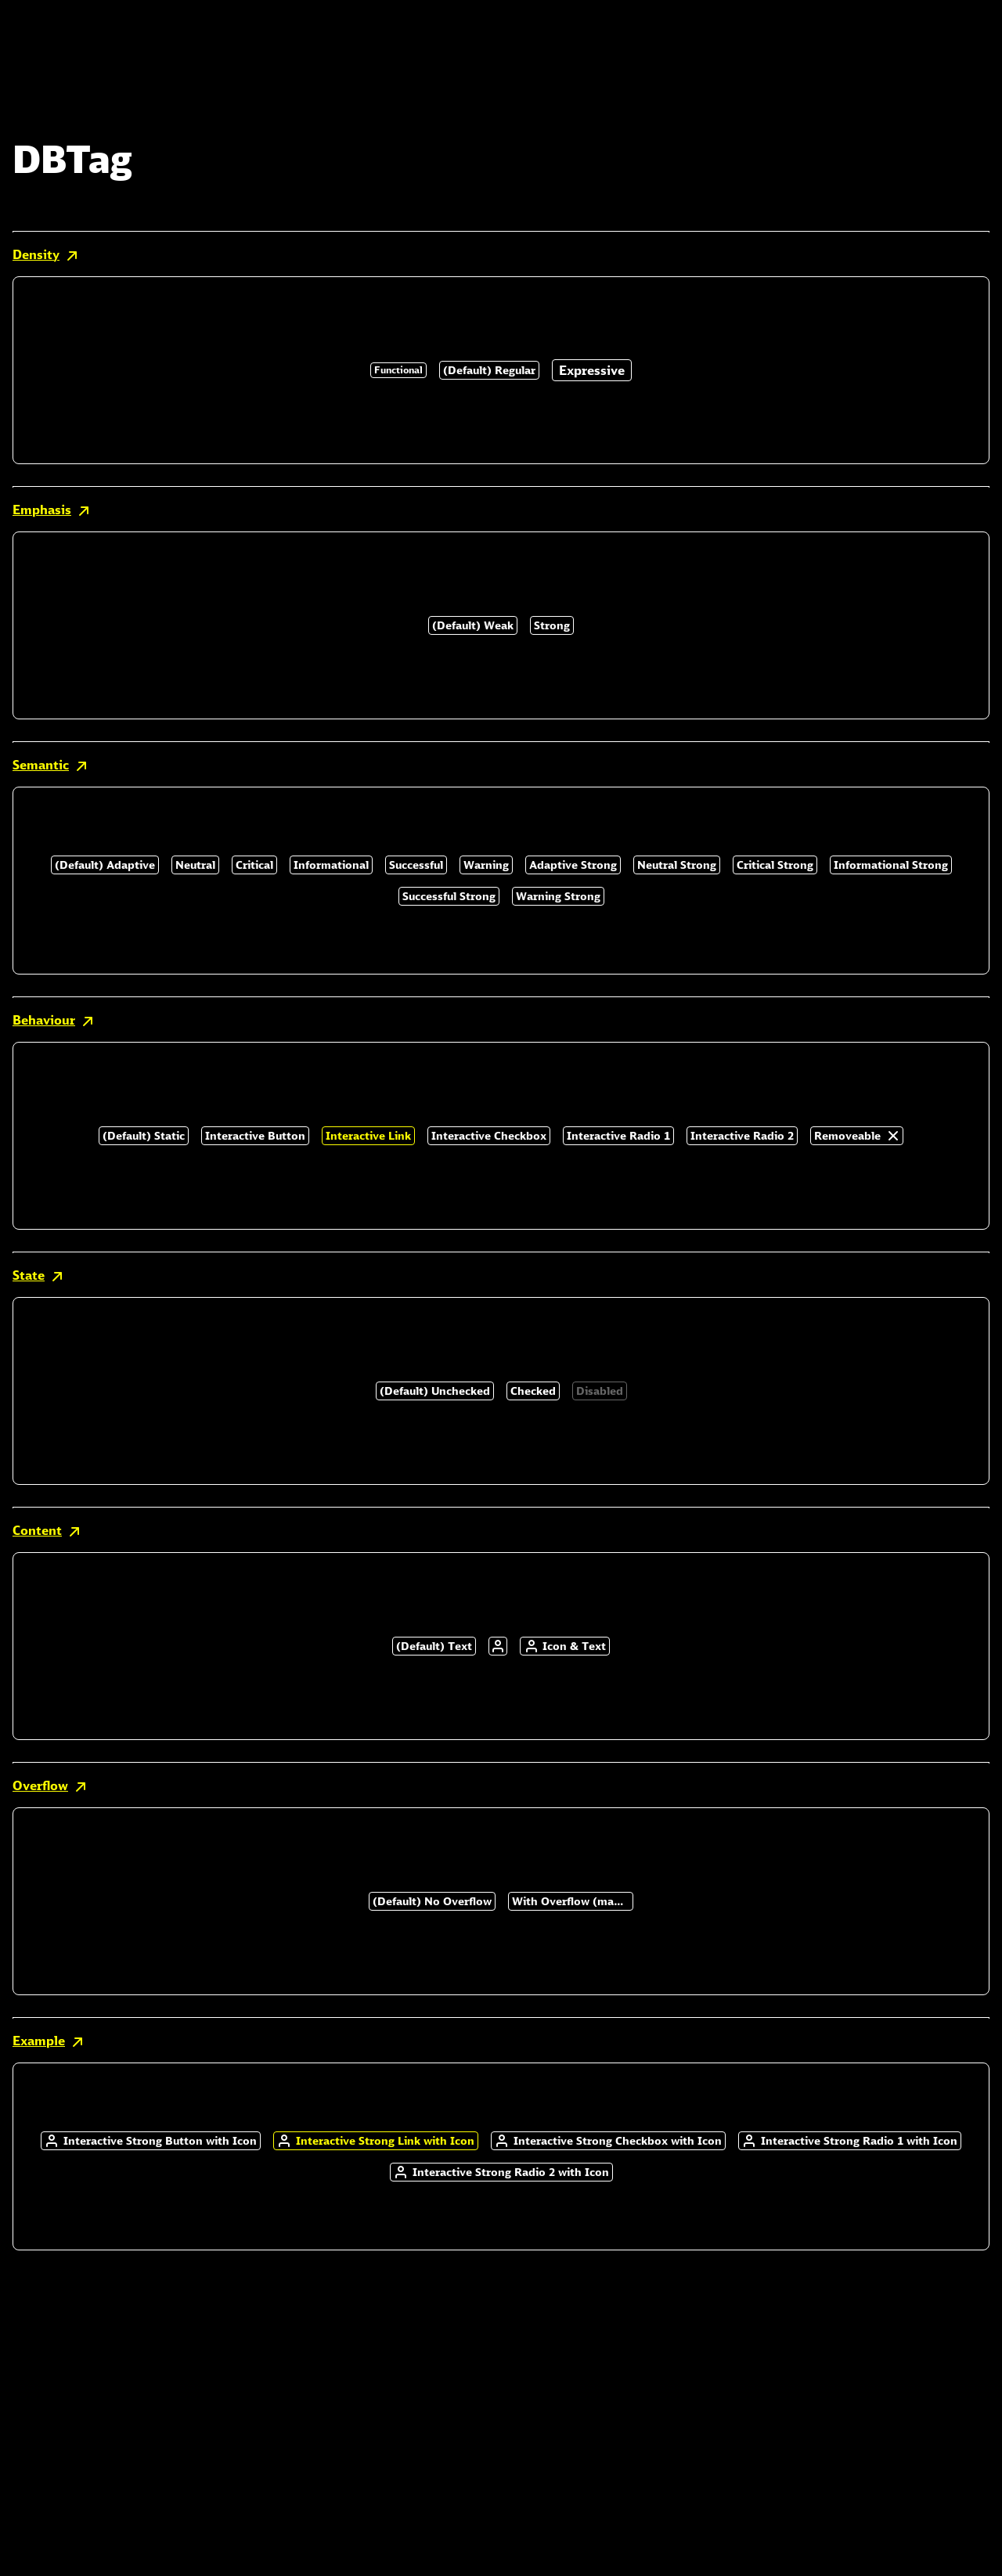 DBTag
Density
Functional (Default) Regular Expressive
Emphasis
(Default) Weak Strong
Semantic
(Default) Adaptive Neutral Critical Informational Successful Warning Adaptive Strong Neutral Strong Critical Strong Informational Strong
Successful Strong Warning Strong
Behaviour
(Default) Static Interactive Button Interactive Link Interactive Checkbox Interactive Radio 1 Interactive Radio 2 Removeable
State
(Default) Unchecked Checked Disabled
Content
(Default) Text Icon & Text
Overflow
(Default) No Overflow With Overflow (ma...
Example
Interactive Strong Button with Icon Interactive Strong Link with Icon Interactive Strong Checkbox with Icon Interactive Strong Radio 1 with Icon
Interactive Strong Radio 2 with Icon